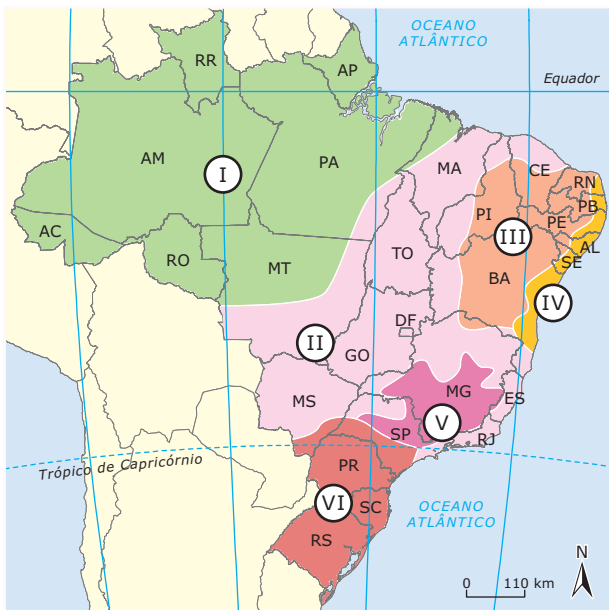 OCEANO
ATLÂNTICO
RR
AP
Equador
AM
PA
MA
CE
RN
I
PI
PB
III
PE
AC
AL
RO
MT
TO
SE
BA
IV
DF
II
GO
MS
MG
ES
V
SP
RJ
Trópico de Capricórnio
PR
VI
SC
OCEANO
ATLÂNTICO
RS
N
0 110 km